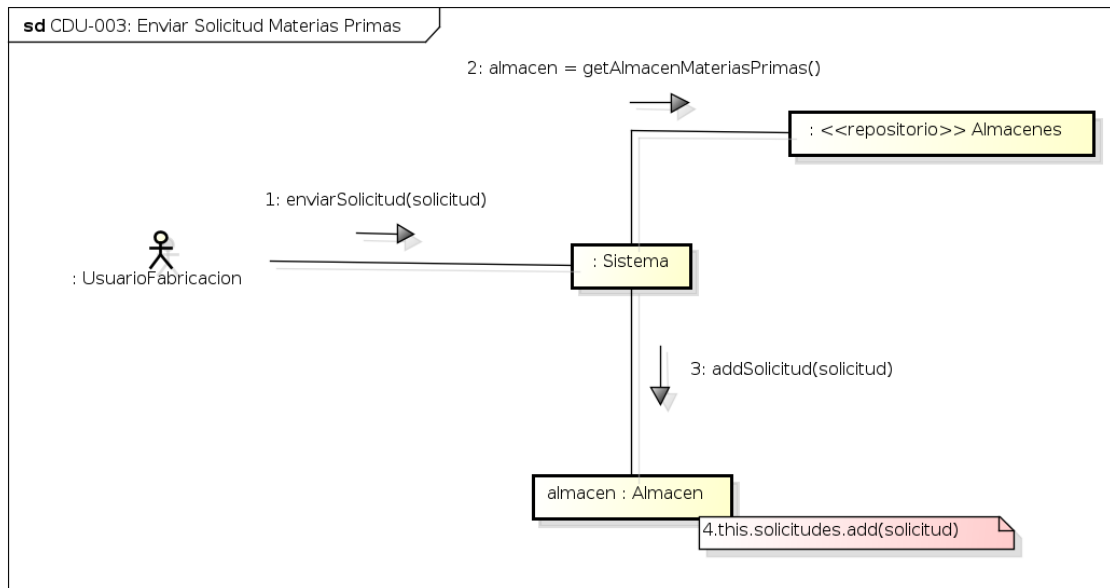 sd CDU-003: Enviar Solicitud Materias Primas
2: almacen = getAlmacenMateriasPrimas()
: <<repositorio>> Almacenes
1: enviarSolicitud(solicitud)
: Sistema
: UsuarioFabricacion
3: addSolicitud(solicitud)
almacen : Almacen
4.this.solicitudes.add(solicitud)